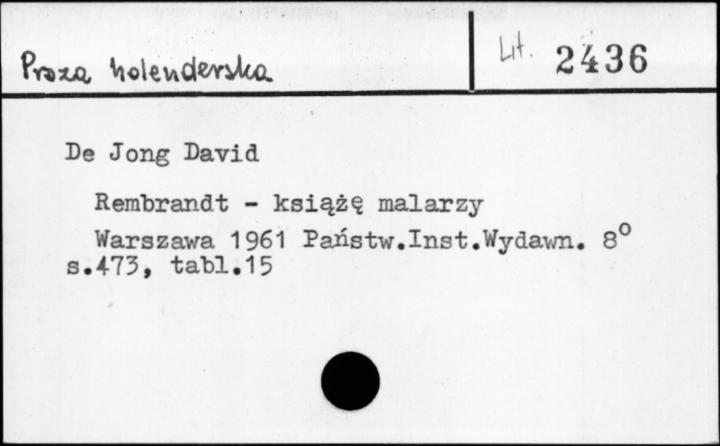 Proza holenderska
Lit. 2436
De Jong David
Rembrandt - książę malarzy
Warszawa 1961 Państw.Inst.Wydawn. 8°
s.473, tabl.15